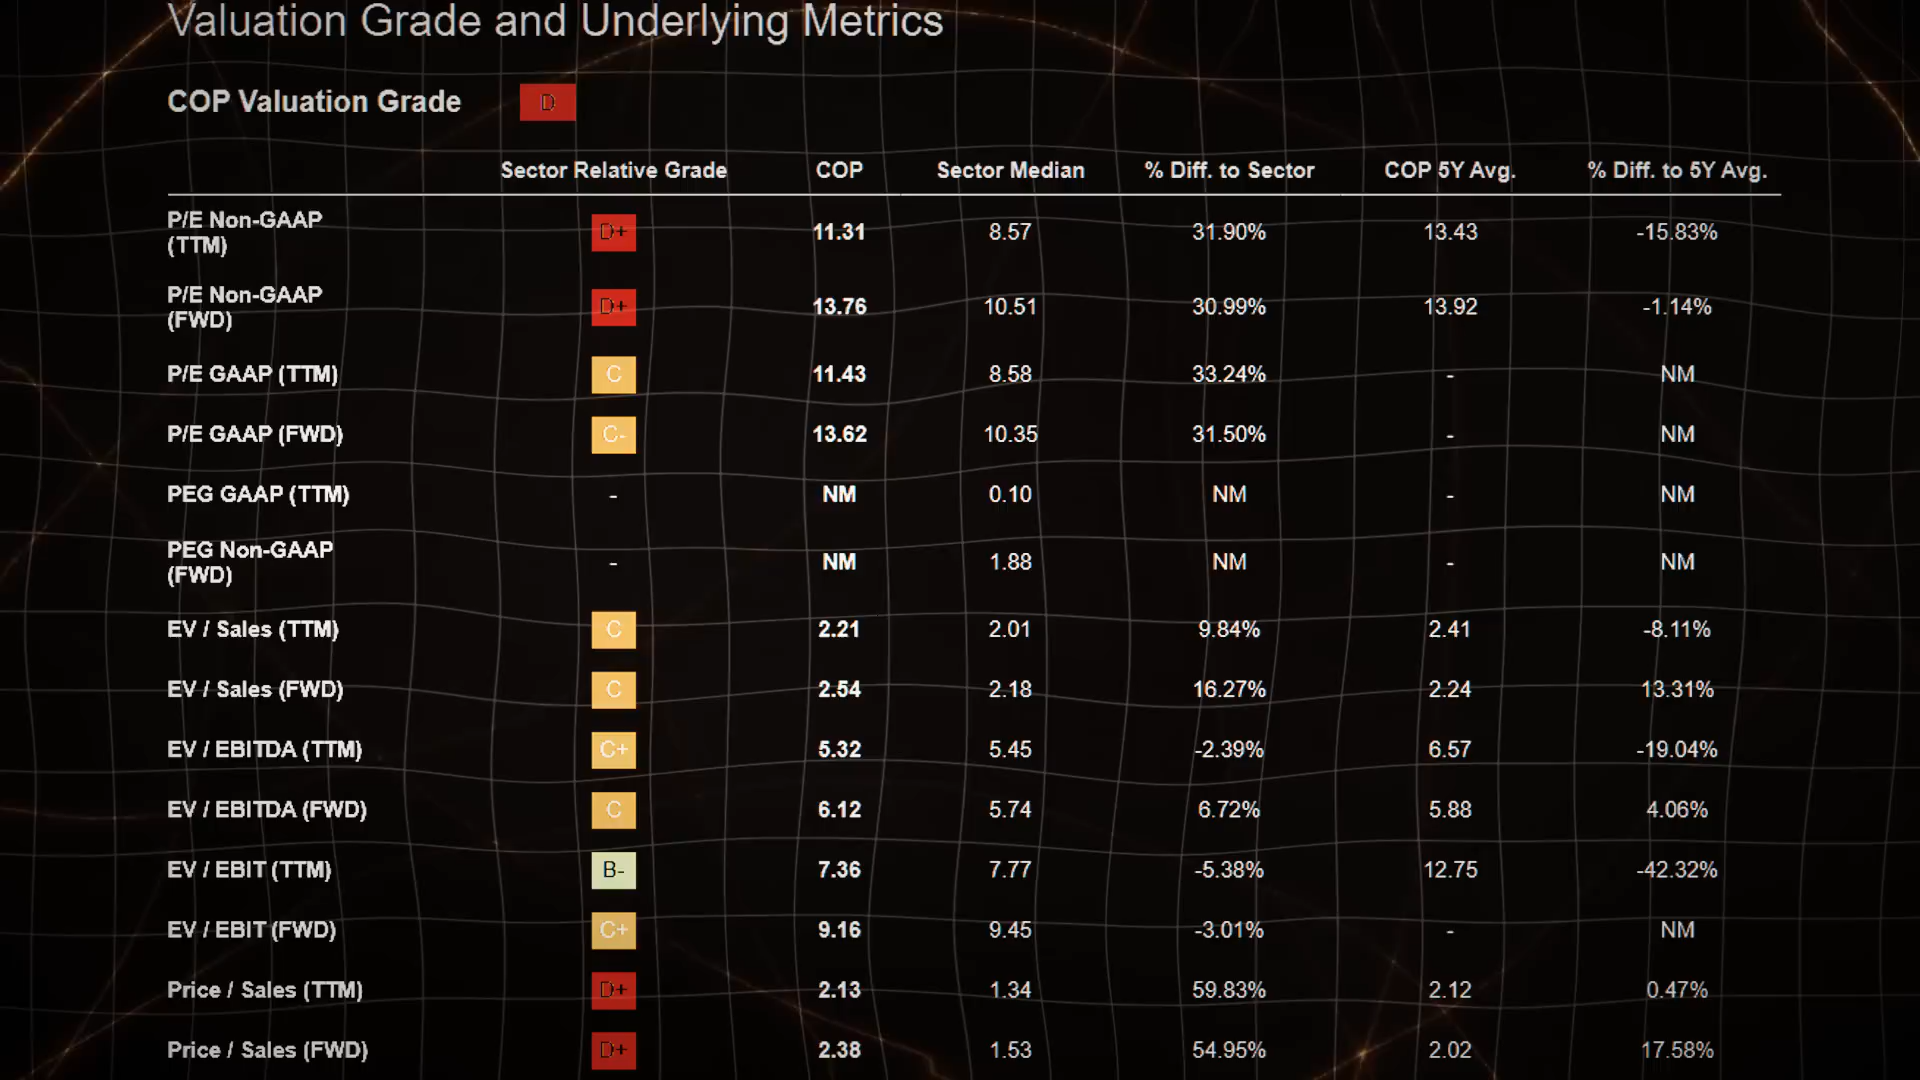 Valuation Grade and Underlying Metrics
COP Valuation Grade D
Sector Relative Grade COP Sector Median % Diff. to Sector COP 5Y Avg. % Diff. to 5Y Avg.
P/E Non-GAAP
(TTM) D+ 11.31 8.57 31.90% 13.43 -15.83%
P/E Non-GAAP
(FWD) D+ 13.76 10.51 30.99% 13.92 -1.14%
P/E GAAP (TTM) C 11.43 8.58 33.24% - NM
P/E GAAP (FWD) C- 13.62 10.35 31.50% - NM
PEG GAAP (TTM) - NM 0.10 NM - NM
PEG Non-GAAP
(FWD) - NM 1.88 NM - NM
EV / Sales (TTM) C 2.21 2.01 9.84% 2.41 -8.11%
EV / Sales (FWD) C 2.54 2.18 16.27% 2.24 13.31%
EV / EBITDA (TTM) C+ 5.32 5.45 -2.39% 6.57 -19.04%
EV / EBITDA (FWD) C 6.12 5.74 6.72% 5.88 4.06%
EV / EBIT (TTM) B- 7.36 7.77 -5.38% 12.75 -42.32%
EV / EBIT (FWD) C+ 9.16 9.45 -3.01% - NM
Price / Sales (TTM) D+ 2.13 1.34 59.83% 2.12 0.47%
Price / Sales (FWD) D+ 2.38 1.53 54.95% 2.02 17.58%